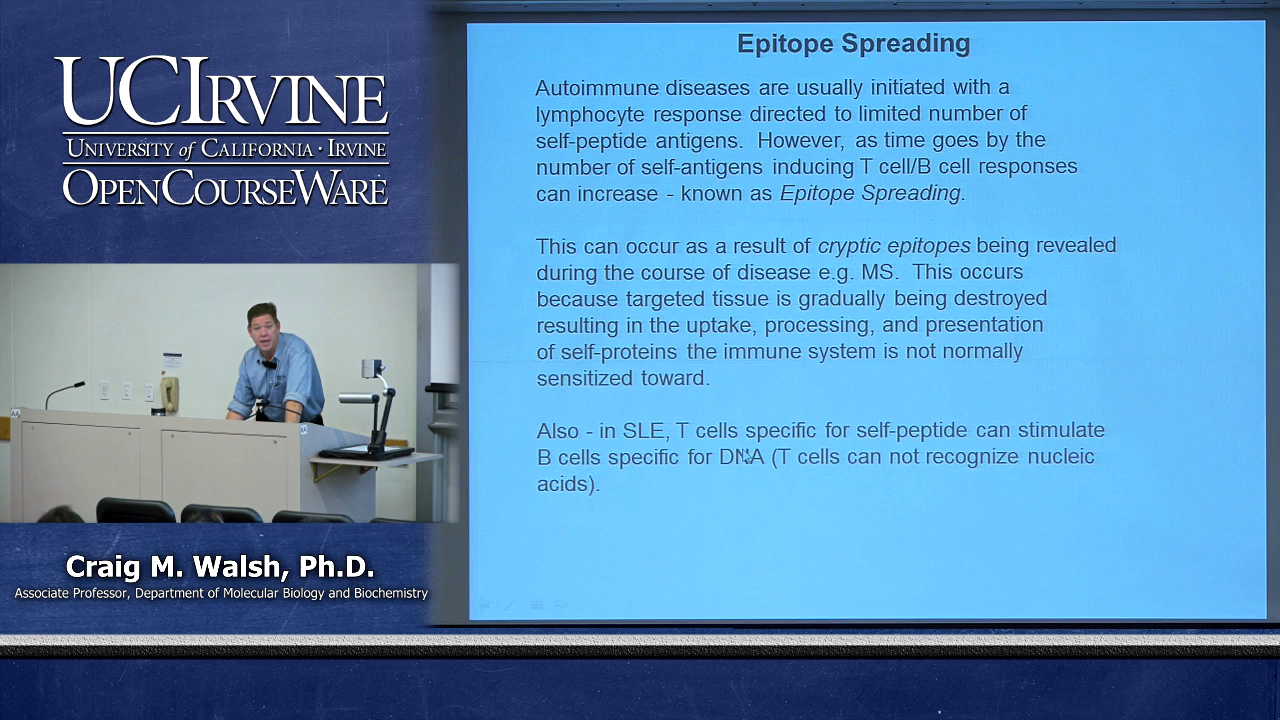 UCIRVINE
UNIVERSITY of CALIFORNIA · IRVINE
OPENCOURSEWARE
Craig M. Walsh, Ph.D.
Associate Professor, Department of Molecular Biology and Biochemistry
Epitope Spreading
Autoimmune diseases are usually initiated with a
lymphocyte response directed to limited number of
self-peptide antigens. However, as time goes by the
number of self-antigens inducing T cell/B cell responses
can increase - known as Epitope Spreading.
This can occur as a result of cryptic epitopes being revealed
during the course of disease e.g. MS. This occurs
because targeted tissue is gradually being destroyed
resulting in the uptake, processing, and presentation
of self-proteins the immune system is not normally
sensitized toward.
Also - in SLE, T cells specific for self-peptide can stimulate
B cells specific for DNA (T cells can not recognize nucleic
acids).